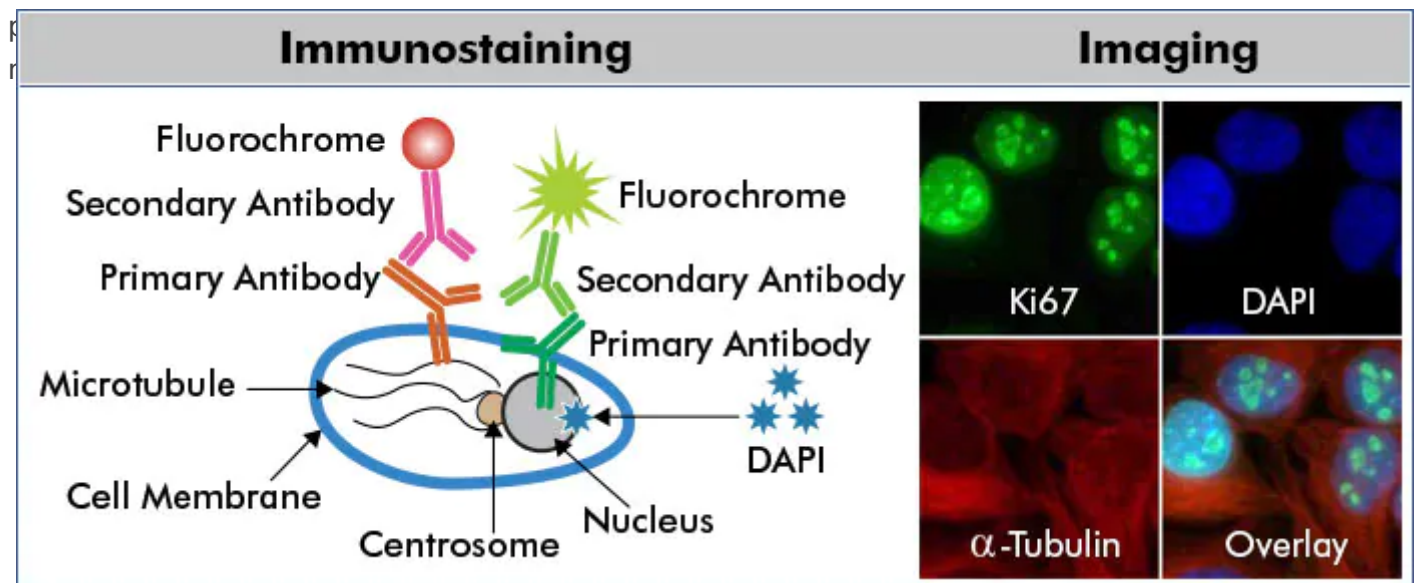 Immunostaining
Imaging
Fluorochrome
Secondary Antibody
Primary Antibody
Fluorochrome
Secondary Antibody
Primary Antibody
Microtubule
Cell Membrane
Centrosome
Nucleus
DAPI
Ki67
DAPI
α-Tubulin
Overlay